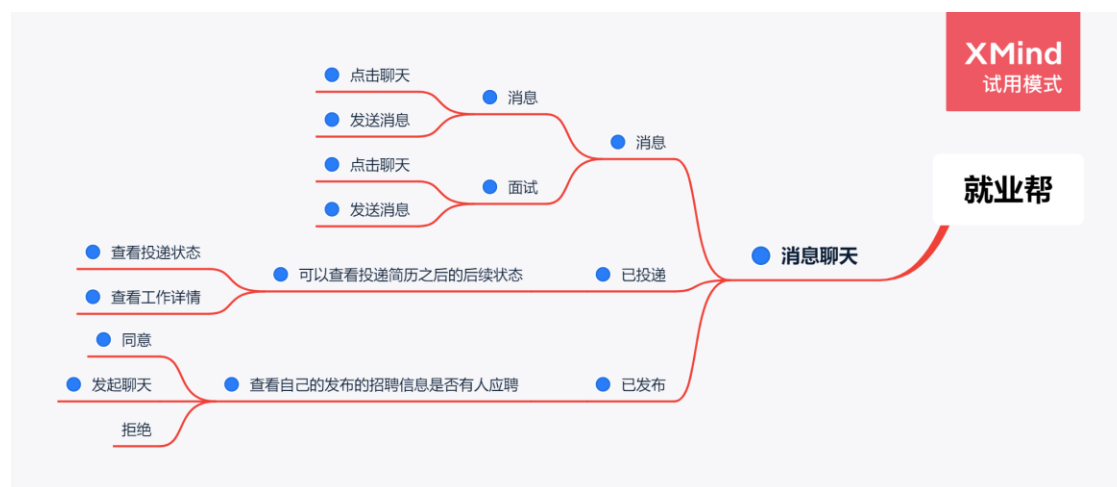 XMind
试用模式
就业帮
消息聊天
消息
消息
点击聊天
发送消息
面试
点击聊天
发送消息
已投递
可以查看投递简历之后的后续状态
查看投递状态
查看工作详情
已发布
查看自己的发布的招聘信息是否有人应聘
同意
发起聊天
拒绝